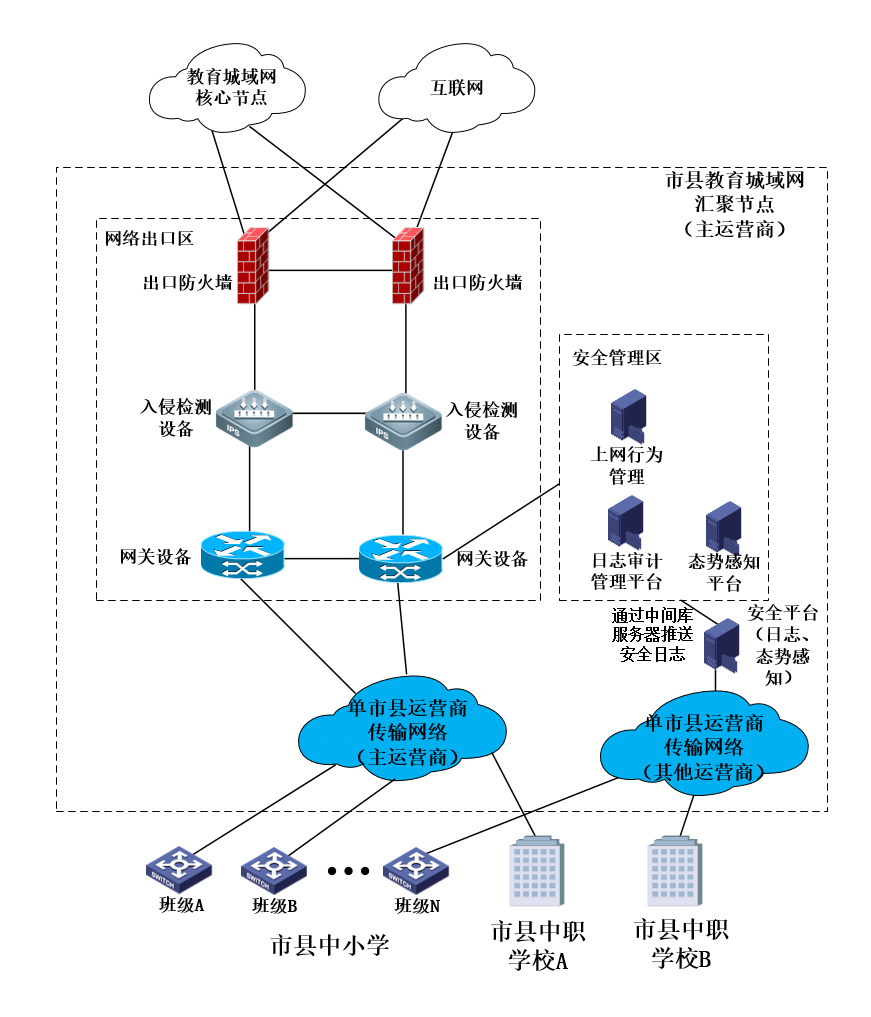 教育城域网
核心节点
互联网
市县教育城域网
汇聚节点
（主运营商）
网络出口区
出口防火墙
出口防火墙
安全管理区
入侵检测
设备
IPS
IPS
入侵检测
设备
上网行为
管理
网关设备
网关设备
日志审计
管理平台
态势感知
平台
通过中间库
服务器推送
安全日志
安全平台
（日志、
态势感
知）
单市县运营商
传输网络
（主运营商）
单市县运营商
传输网络
（其他运营商）
SWITCH
SWITCH
SWITCH
班级A
班级B
班级N
市县中小学
市县中职
学校A
市县中职
学校B